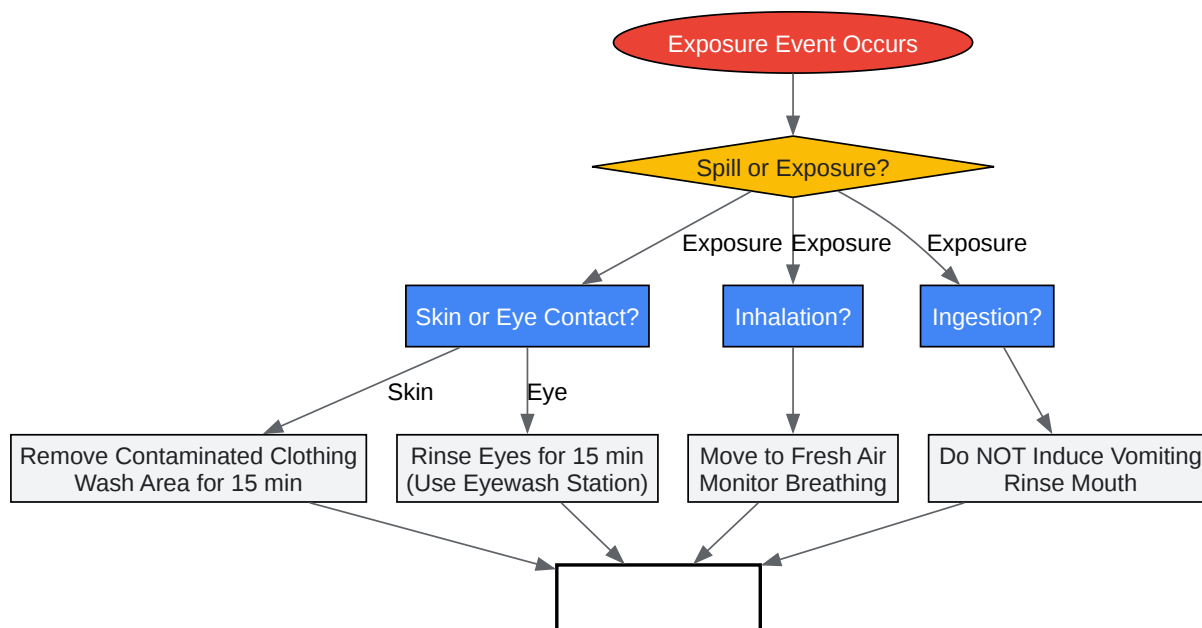 Exposure Event Occurs
Spill or Exposure?
Exposure
Exposure
Exposure
Skin or Eye Contact?
Inhalation?
Ingestion?
Skin
Eye
Remove Contaminated Clothing
Wash Area for 15 min
Rinse Eyes for 15 min
(Use Eyewash Station)
Move to Fresh Air
Monitor Breathing
Do NOT Induce Vomiting
Rinse Mouth